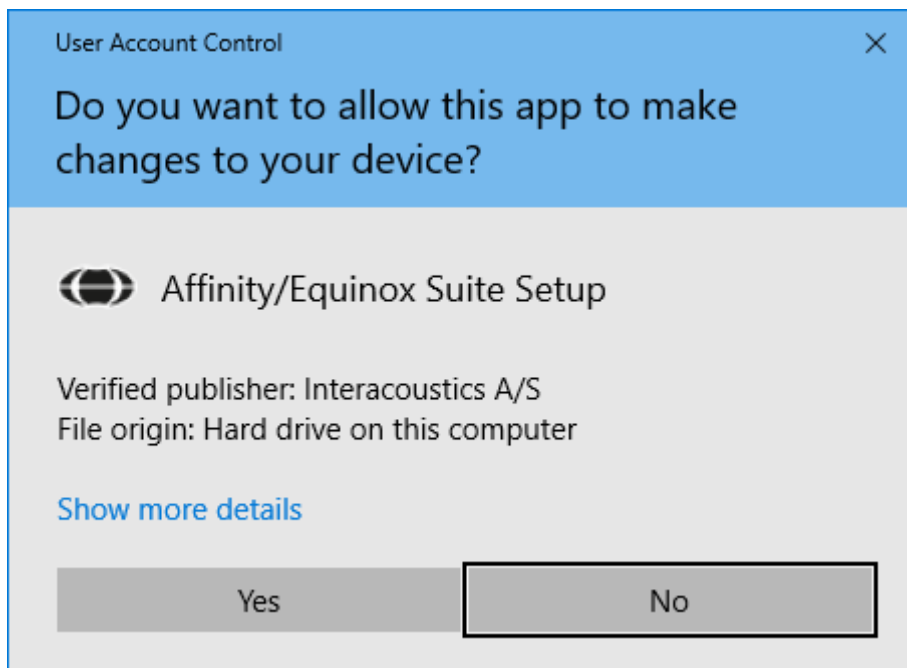 User Account Control
Do you want to allow this app to make
changes to your device?
Affinity/Equinox Suite Setup
Verified publisher: Interacoustics A/S
File origin: Hard drive on this computer
Show more details
Yes
No